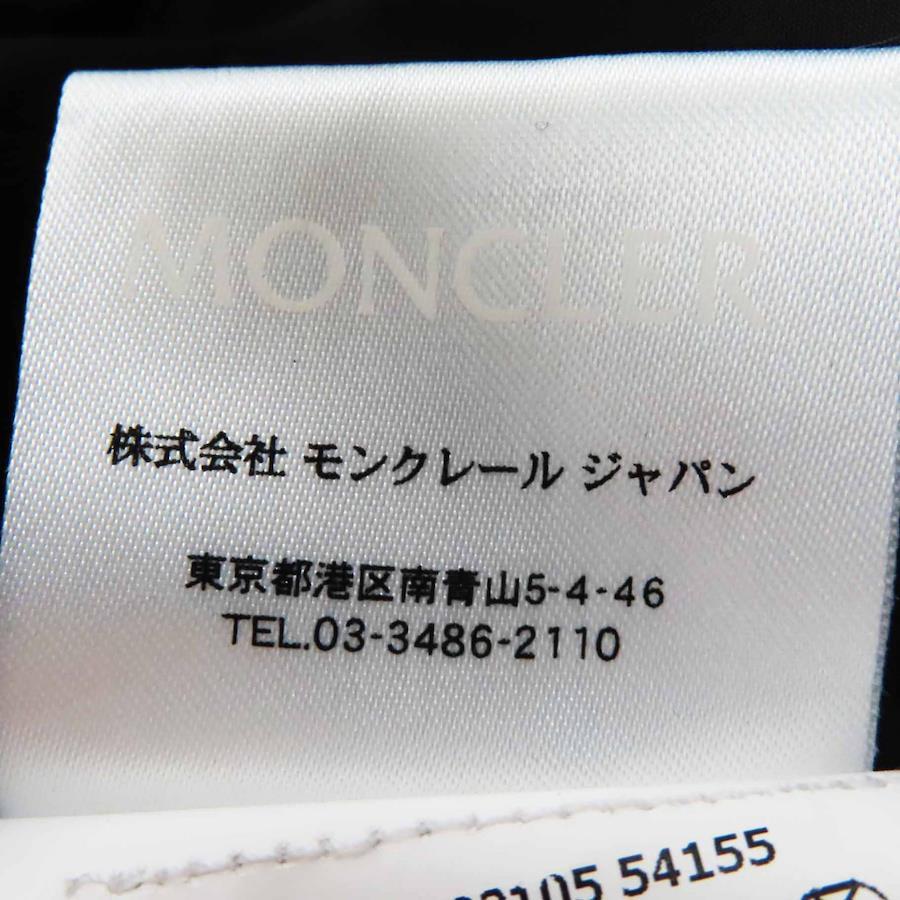 MONCLER
株式会社 モンクレール ジャパン
東京都港区南青山5-4-46
TEL.03-3486-2110
54155